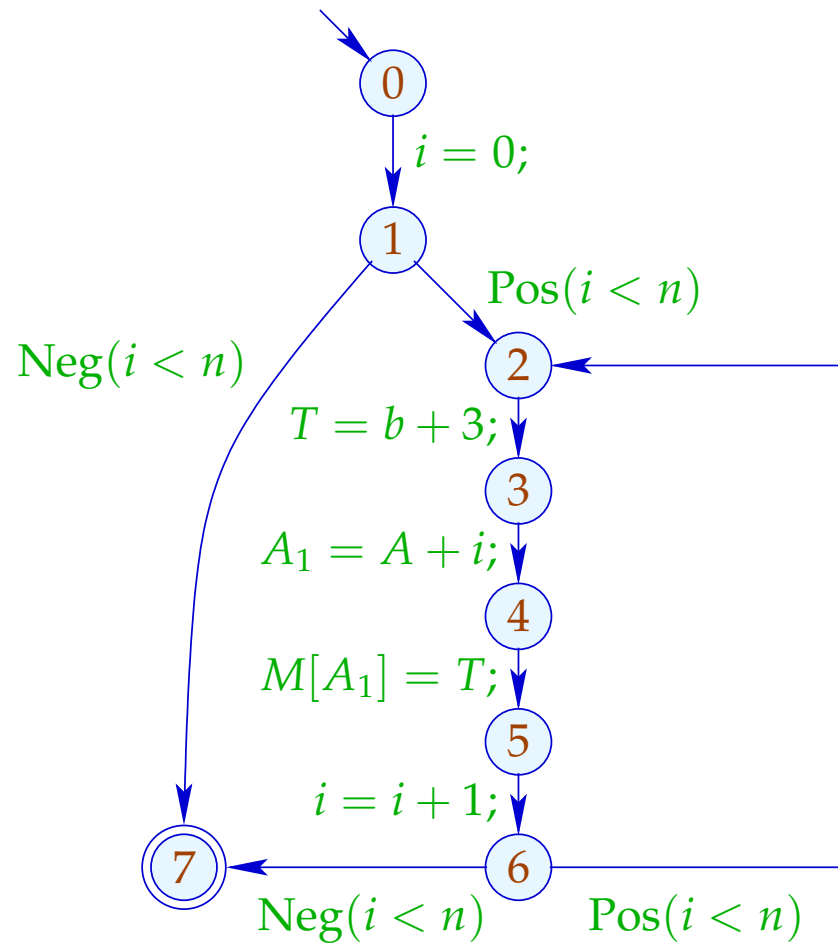 0
i = 0;
1
Pos(i < n)
Neg(i < n)
2
T = b + 3;
3
A₁ = A + i;
4
M[A₁] = T;
5
i = i + 1;
7
6
Neg(i < n)
Pos(i < n)